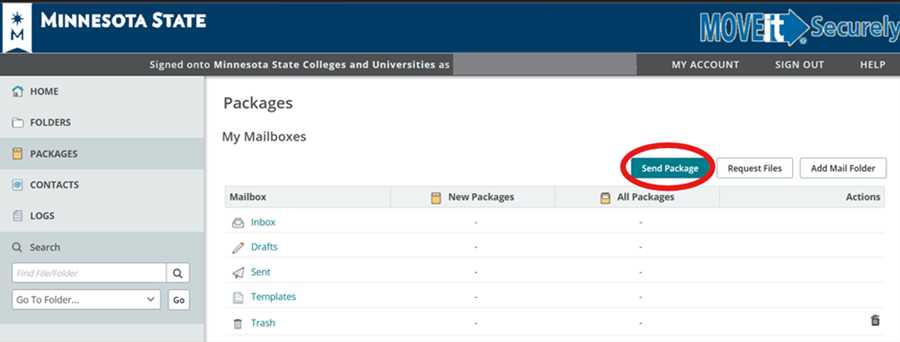 MINNESOTA STATE
M
MOVEit Securely
Signed onto Minnesota State Colleges and Universities as
MY ACCOUNT SIGN OUT HELP
HOME
FOLDERS
PACKAGES
CONTACTS
LOGS
Search
Find File/Folder
Go To Folder... Go
Packages
My Mailboxes
Send Package Request Files Add Mail Folder
Mailbox New Packages All Packages Actions
Inbox - -
Drafts - -
Sent - -
Templates - -
Trash - -